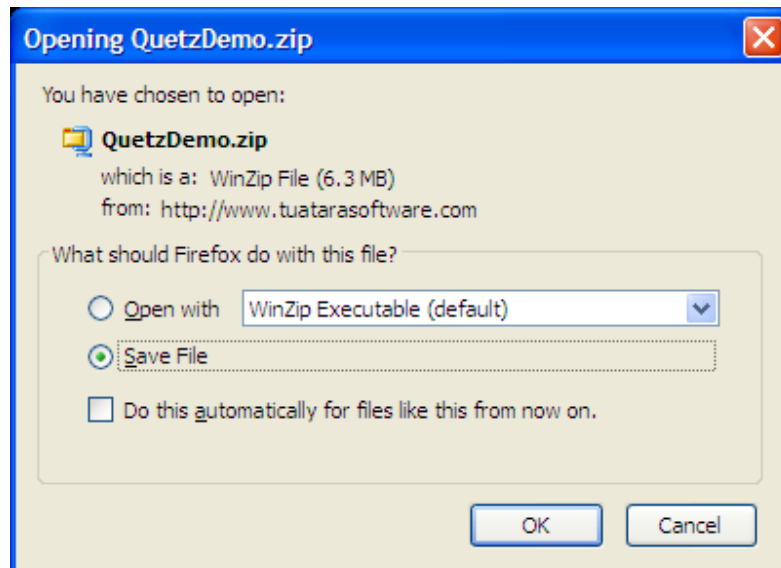 Opening QuetzDemo.zip
You have chosen to open:
QuetzDemo.zip
which is a: WinZip File (6.3 MB)
from: http://www.tuatarasoftware.com
What should Firefox do with this file?
Open with WinZip Executable (default)
Save File
Do this automatically for files like this from now on.
OK Cancel